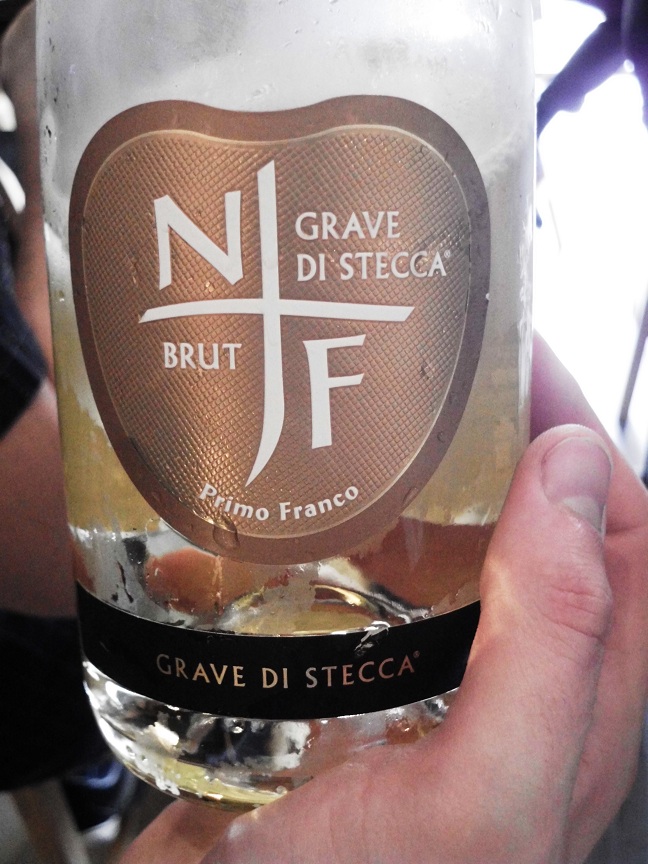 N F
GRAVE
DI STECCA®
BRUT
Primo Franco
GRAVE DI STECCA®